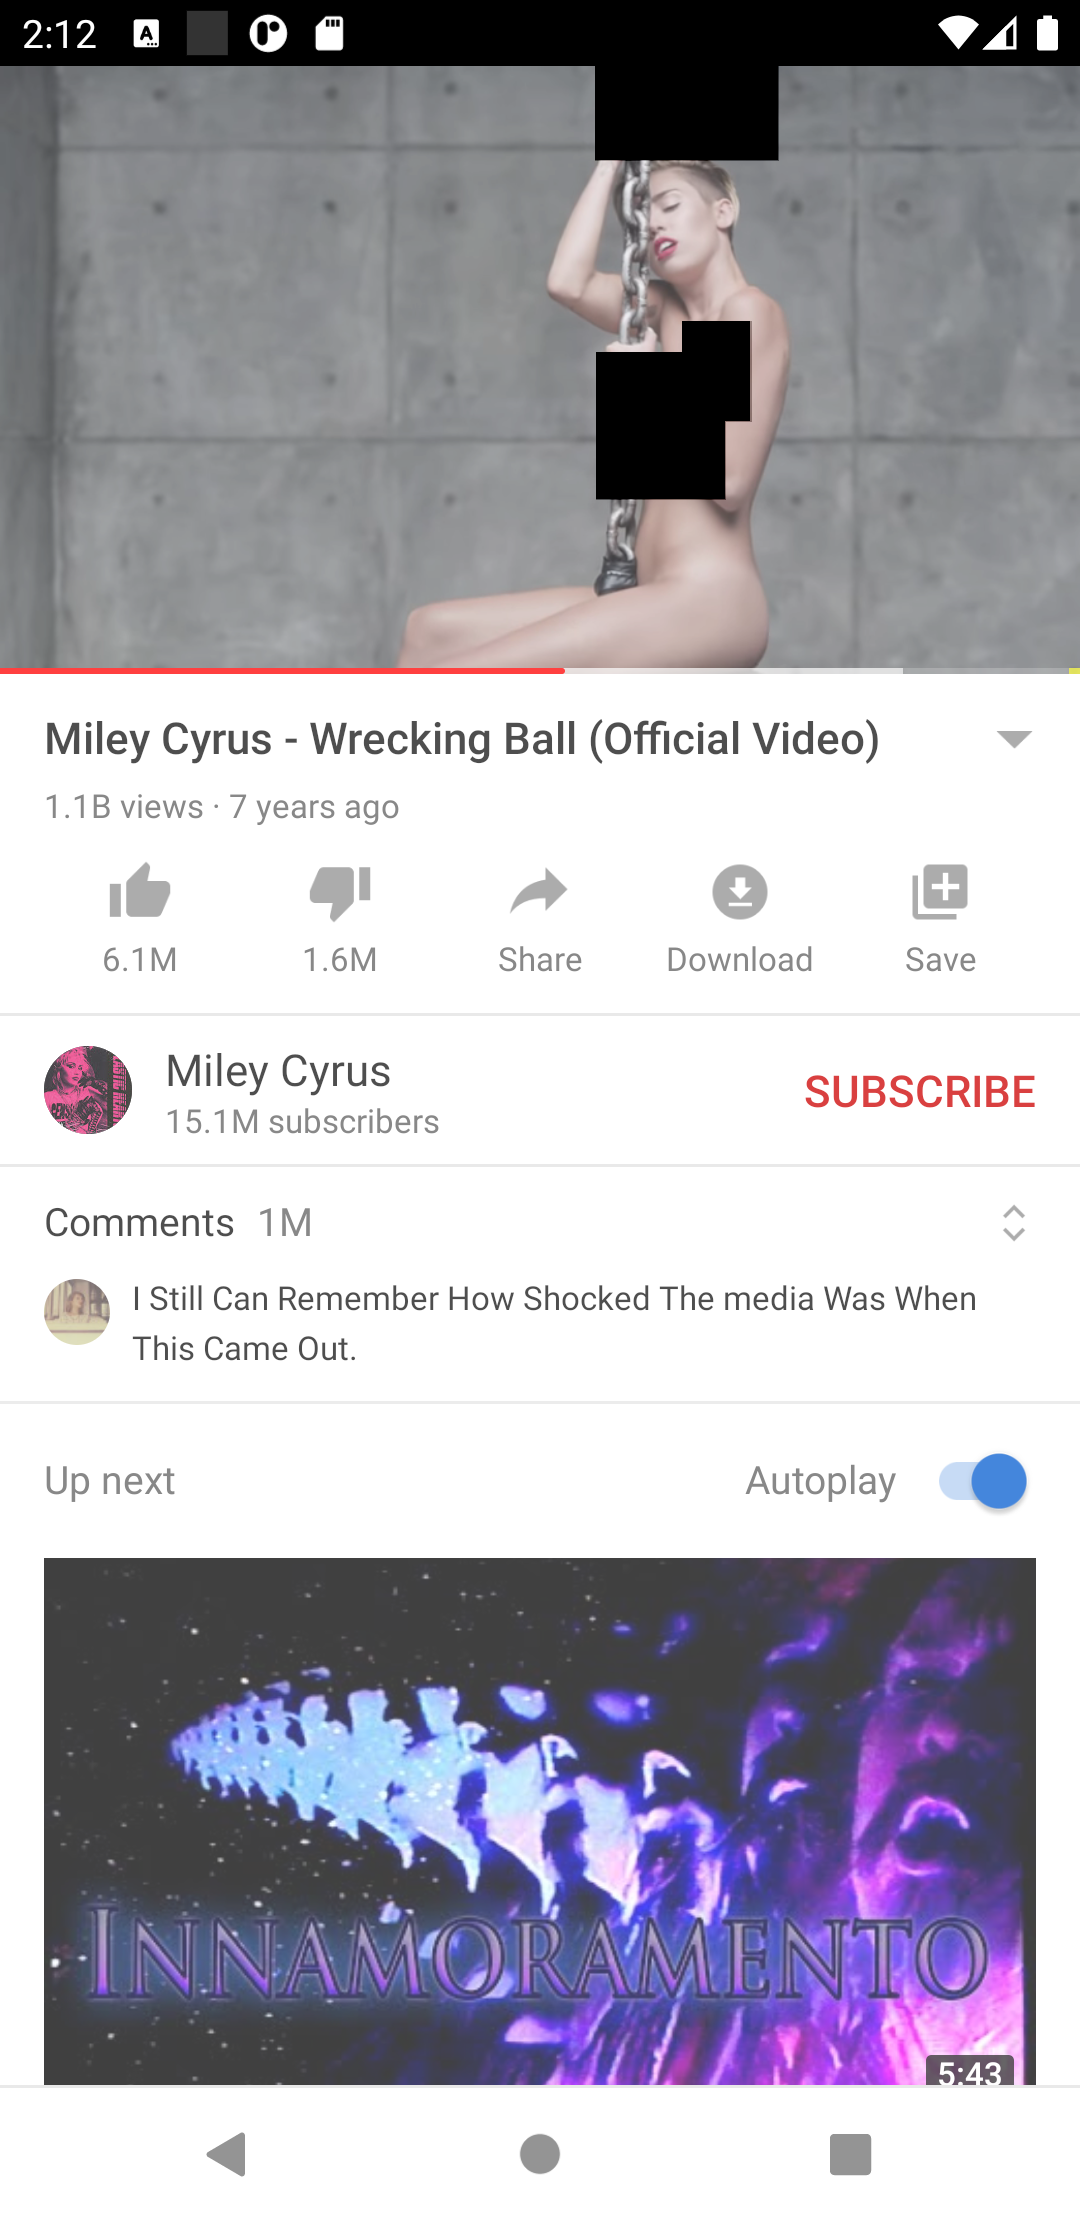 2:12
Miley Cyrus - Wrecking Ball (Official Video)
1.1B views · 7 years ago
6.1M
1.6M
Share
Download
Save
Miley Cyrus
15.1M subscribers
SUBSCRIBE
Comments 1M
I Still Can Remember How Shocked The media Was When
This Came Out.
Up next
Autoplay
INNAMORAMENTO
5:43